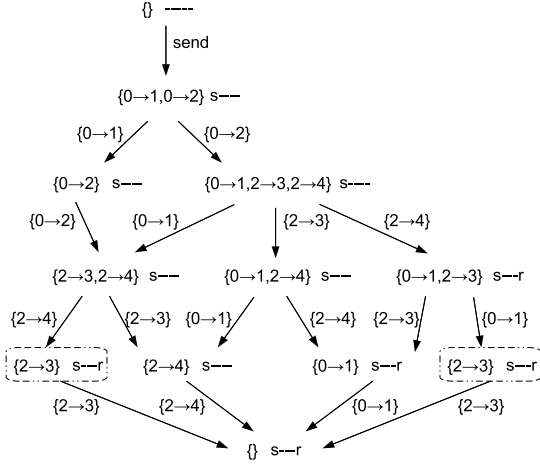 {} -----
send
{0→1,0→2} s----
{0→1} {0→2}
{0→2} s----
{0→1,2→3,2→4} s----
{0→2} {0→1} {2→3} {2→4}
{2→3,2→4} s----
{0→1,2→4} s----
{0→1,2→3} s---r
{2→4} {2→3} {0→1} {2→4} {2→3} {0→1}
{2→3} s---r
{2→4} s----
{0→1} s---r
{2→3} s---r
{2→3} {2→4} {0→1} {2→3}
{} s---r